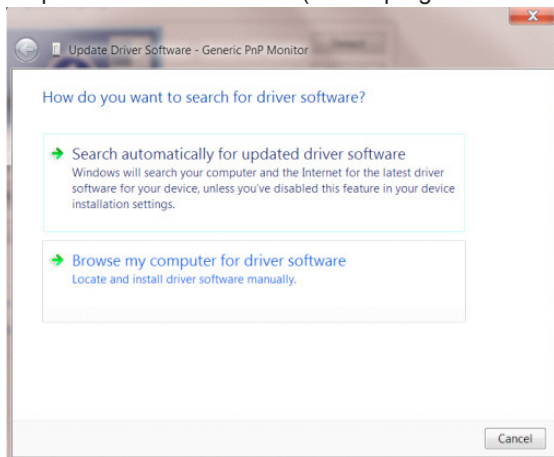 Update Driver Software - Generic PnP Monitor
How do you want to search for driver software?
Search automatically for updated driver software
Windows will search your computer and the Internet for the latest driver
software for your device, unless you've disabled this feature in your device
installation settings.
Browse my computer for driver software
Locate and install driver software manually.
Cancel